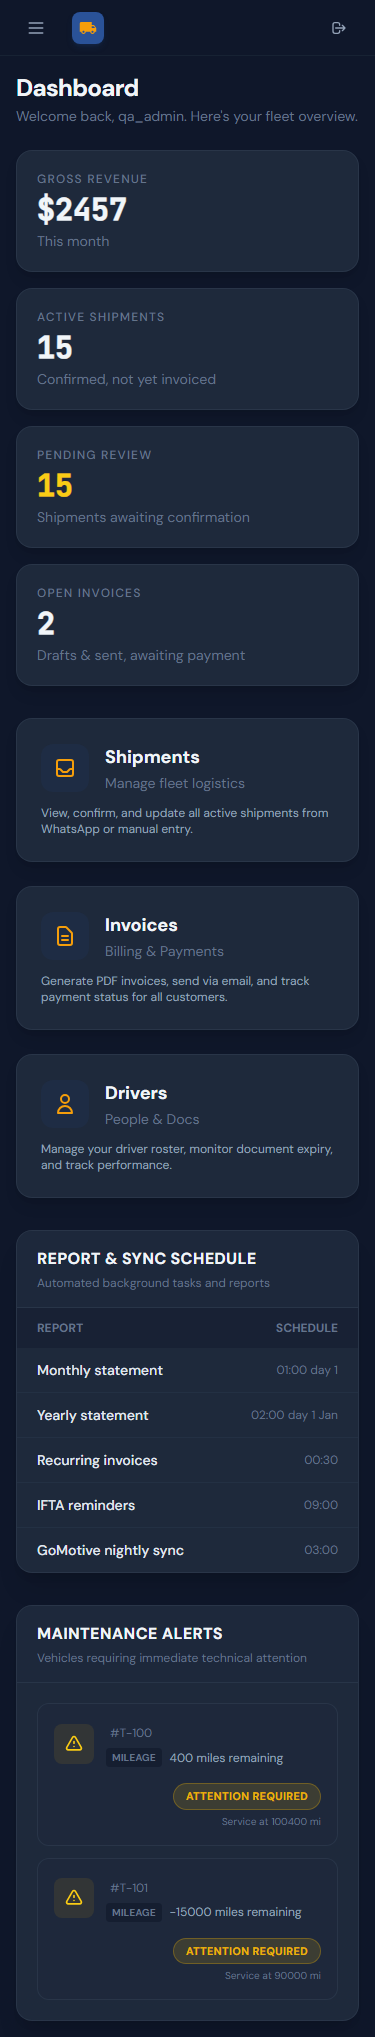 Dashboard
Welcome back, qa_admin. Here's your fleet overview.
GROSS REVENUE
$2457
This month
ACTIVE SHIPMENTS
15
Confirmed, not yet invoiced
PENDING REVIEW
15
Shipments awaiting confirmation
OPEN INVOICES
2
Drafts & sent, awaiting payment
Shipments
Manage fleet logistics
View, confirm, and update all active shipments from
WhatsApp or manual entry.
Invoices
Billing & Payments
Generate PDF invoices, send via email, and track
payment status for all customers.
Drivers
People & Docs
Manage your driver roster, monitor document expiry,
and track performance.
REPORT & SYNC SCHEDULE
Automated background tasks and reports
REPORT SCHEDULE
Monthly statement 01:00 day 1
Yearly statement 02:00 day 1 Jan
Recurring invoices 00:30
IFTA reminders 09:00
GoMotive nightly sync 03:00
MAINTENANCE ALERTS
Vehicles requiring immediate technical attention
#T-100
MILEAGE 400 miles remaining
ATTENTION REQUIRED
Service at 100400 mi
#T-101
MILEAGE -15000 miles remaining
ATTENTION REQUIRED
Service at 90000 mi